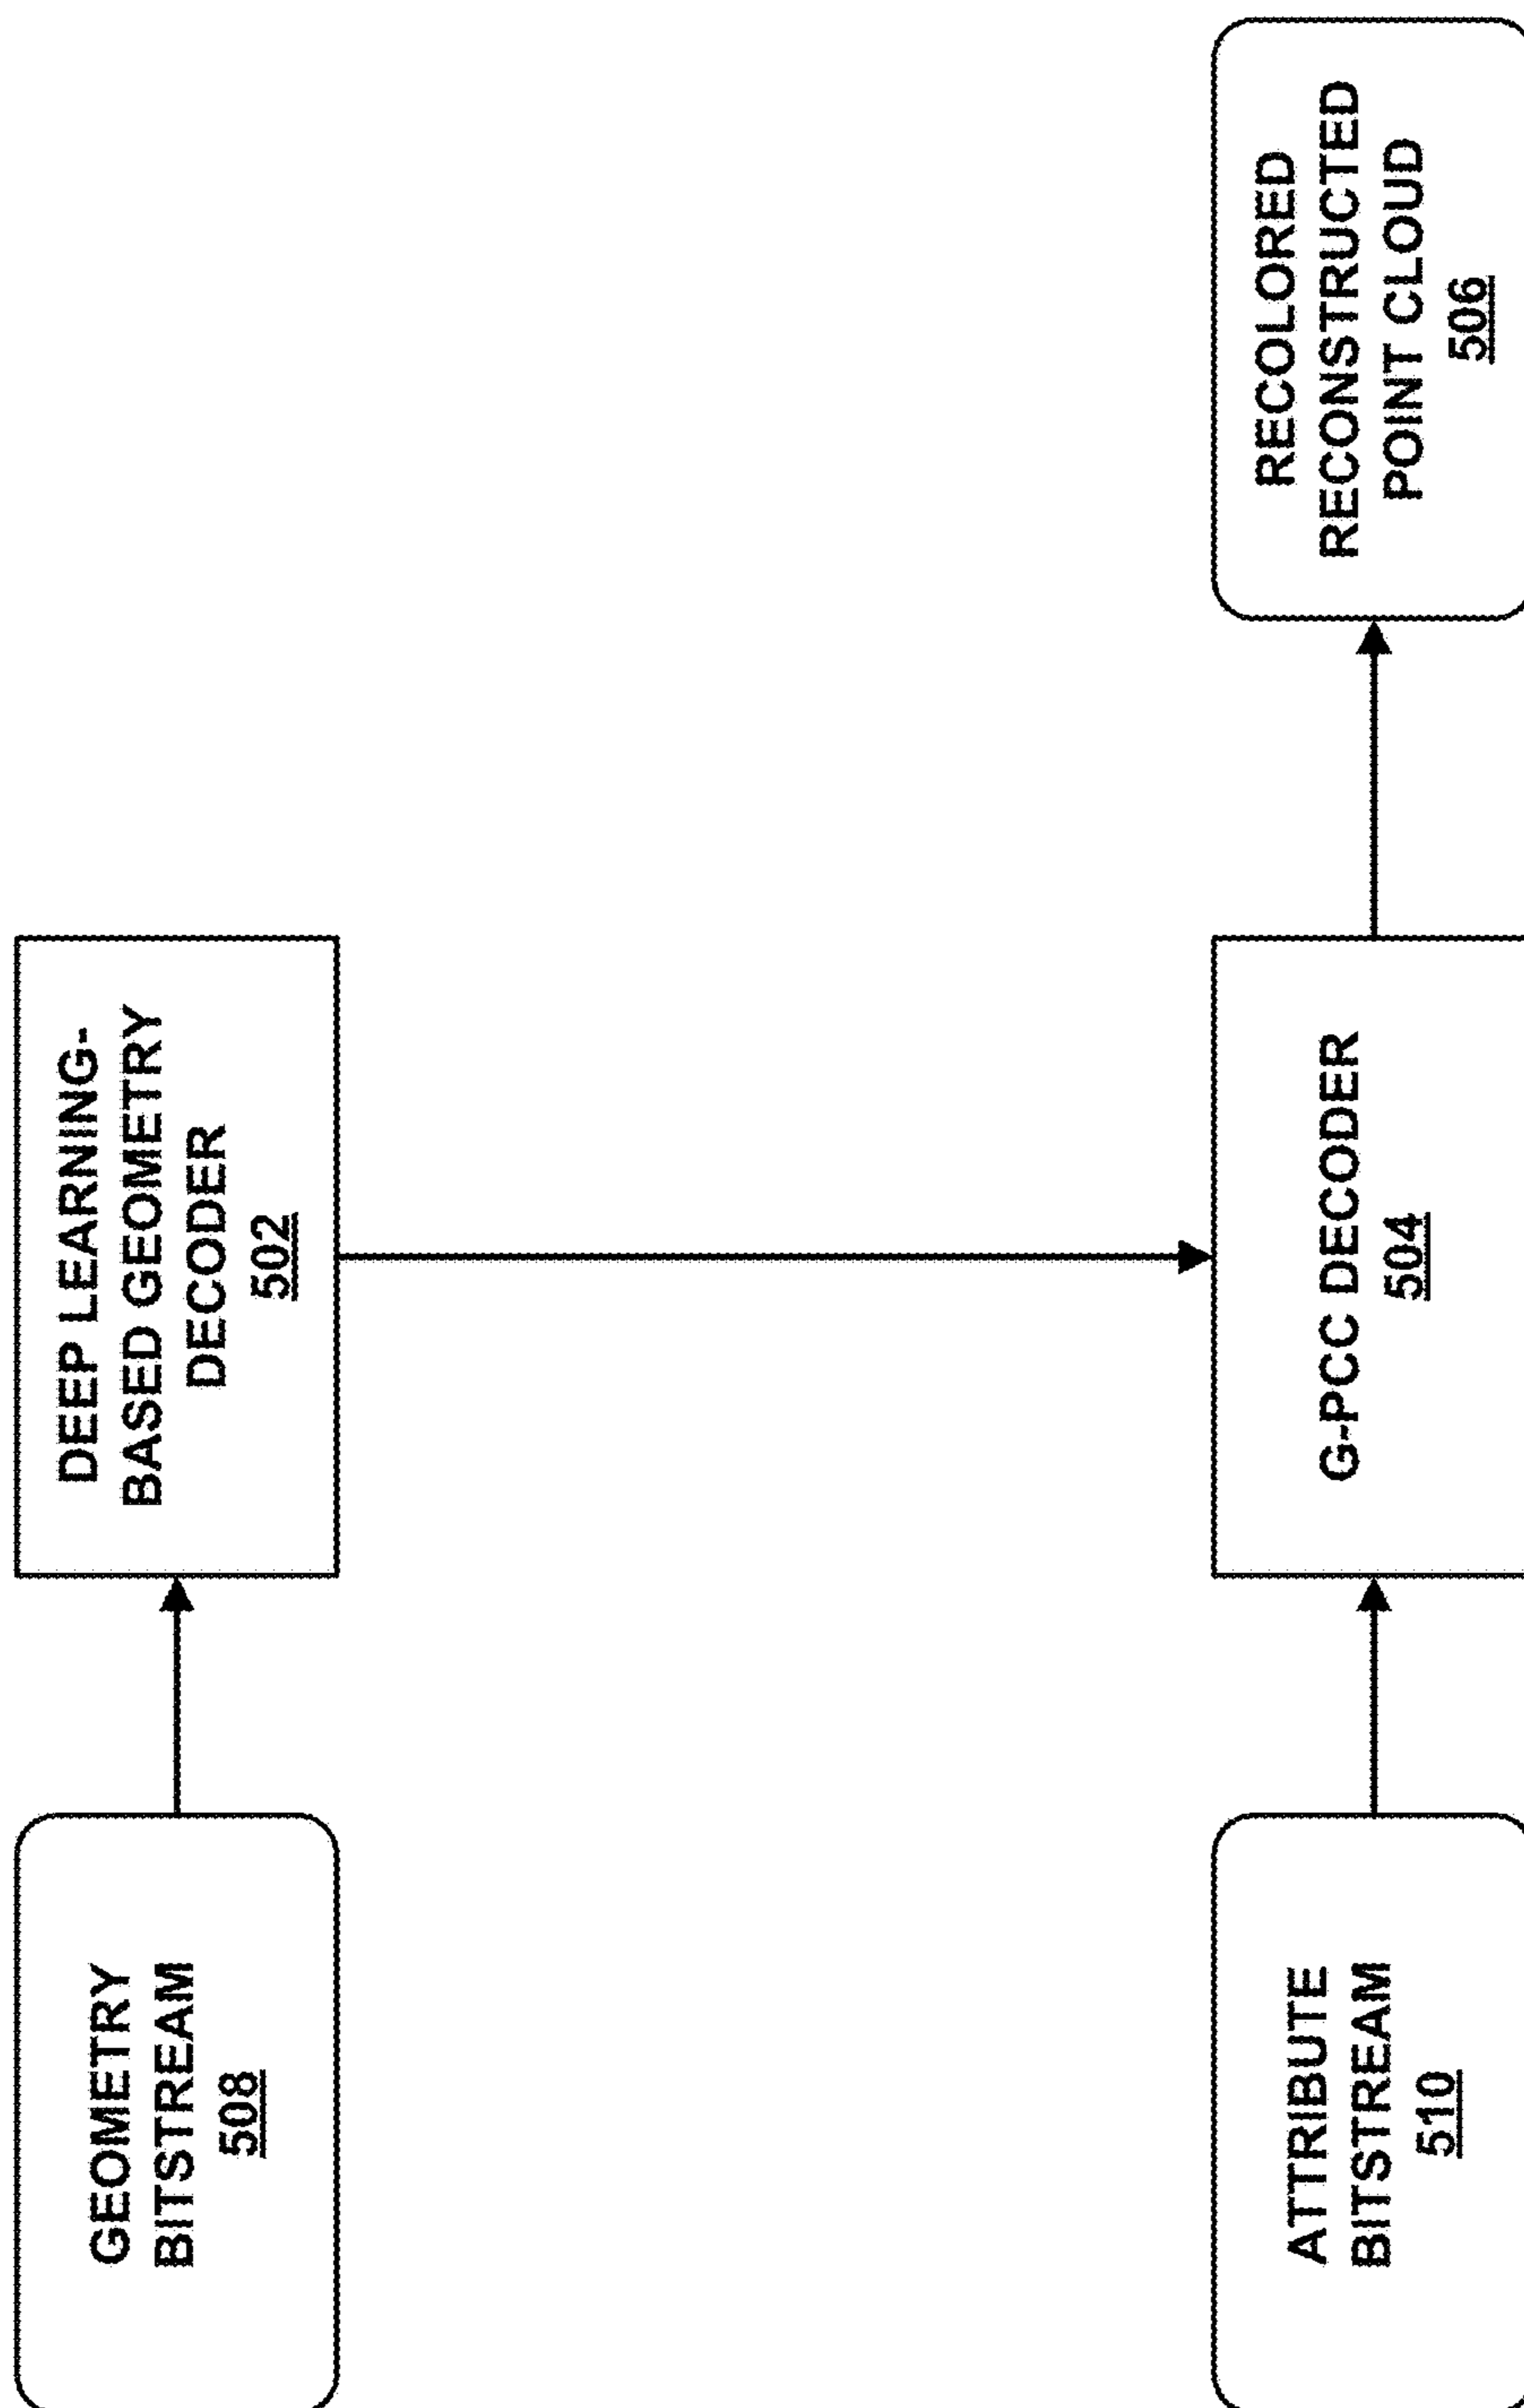 GEOMETRY
BITSTREAM
508
DEEP LEARNING-
BASED GEOMETRY
DECODER
502
ATTRIBUTE
BITSTREAM
510
G-PCC DECODER
504
RECOLORED
RECONSTRUCTED
POINT CLOUD
506